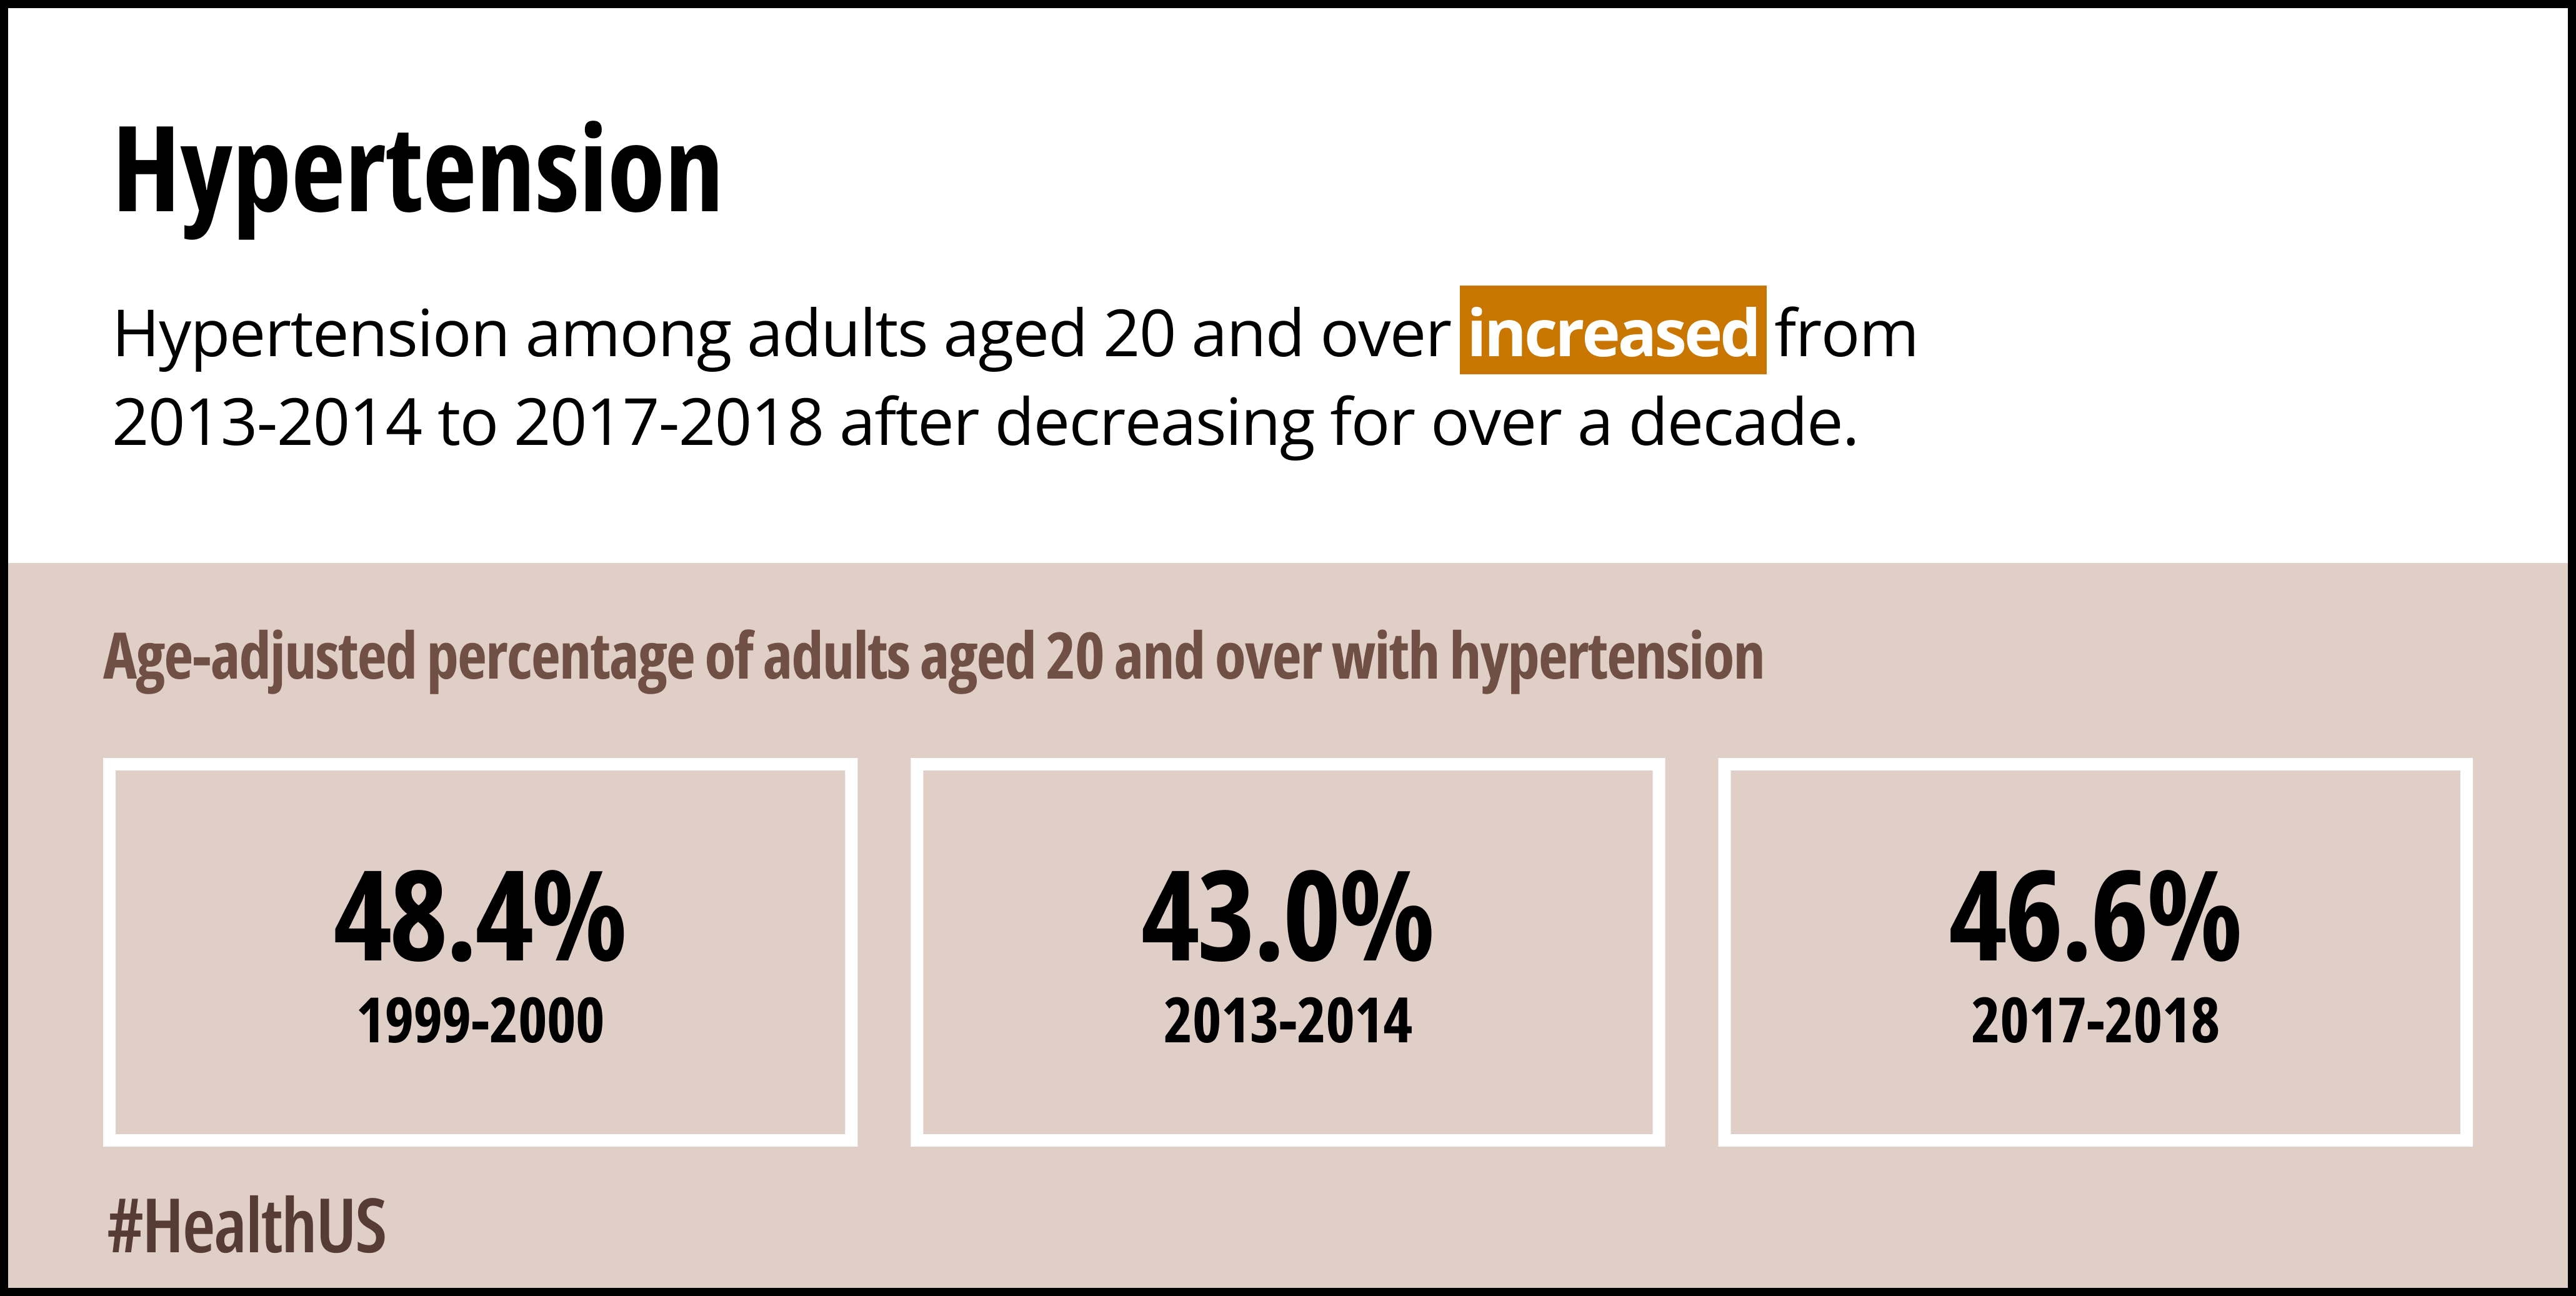 Hypertension
Hypertension among adults aged 20 and over increased from
2013-2014 to 2017-2018 after decreasing for over a decade.
Age-adjusted percentage of adults aged 20 and over with hypertension
48.4%
1999-2000
43.0%
2013-2014
46.6%
2017-2018
#HealthUS